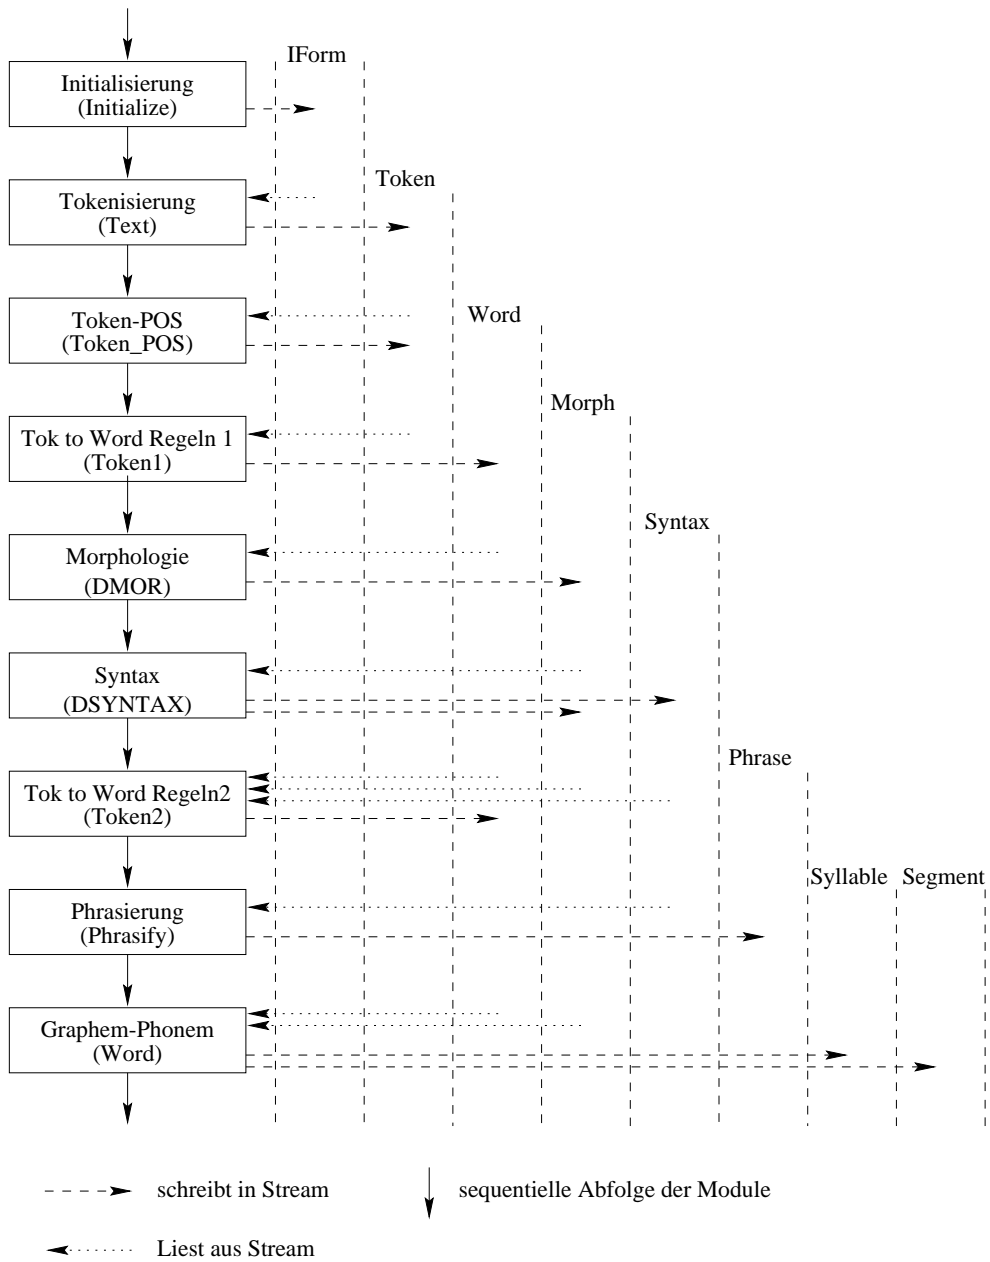 IForm
Initialisierung
(Initialize)
Token
Tokenisierung
(Text)
Word
Token-POS
(Token_POS)
Morph
Tok to Word Regeln 1
(Token1)
Syntax
Morphologie
(DMOR)
Syntax
(DSYNTAX)
Phrase
Tok to Word Regeln2
(Token2)
Syllable Segment
Phrasierung
(Phrasify)
Graphem-Phonem
(Word)
schreibt in Stream
sequentielle Abfolge der Module
Liest aus Stream